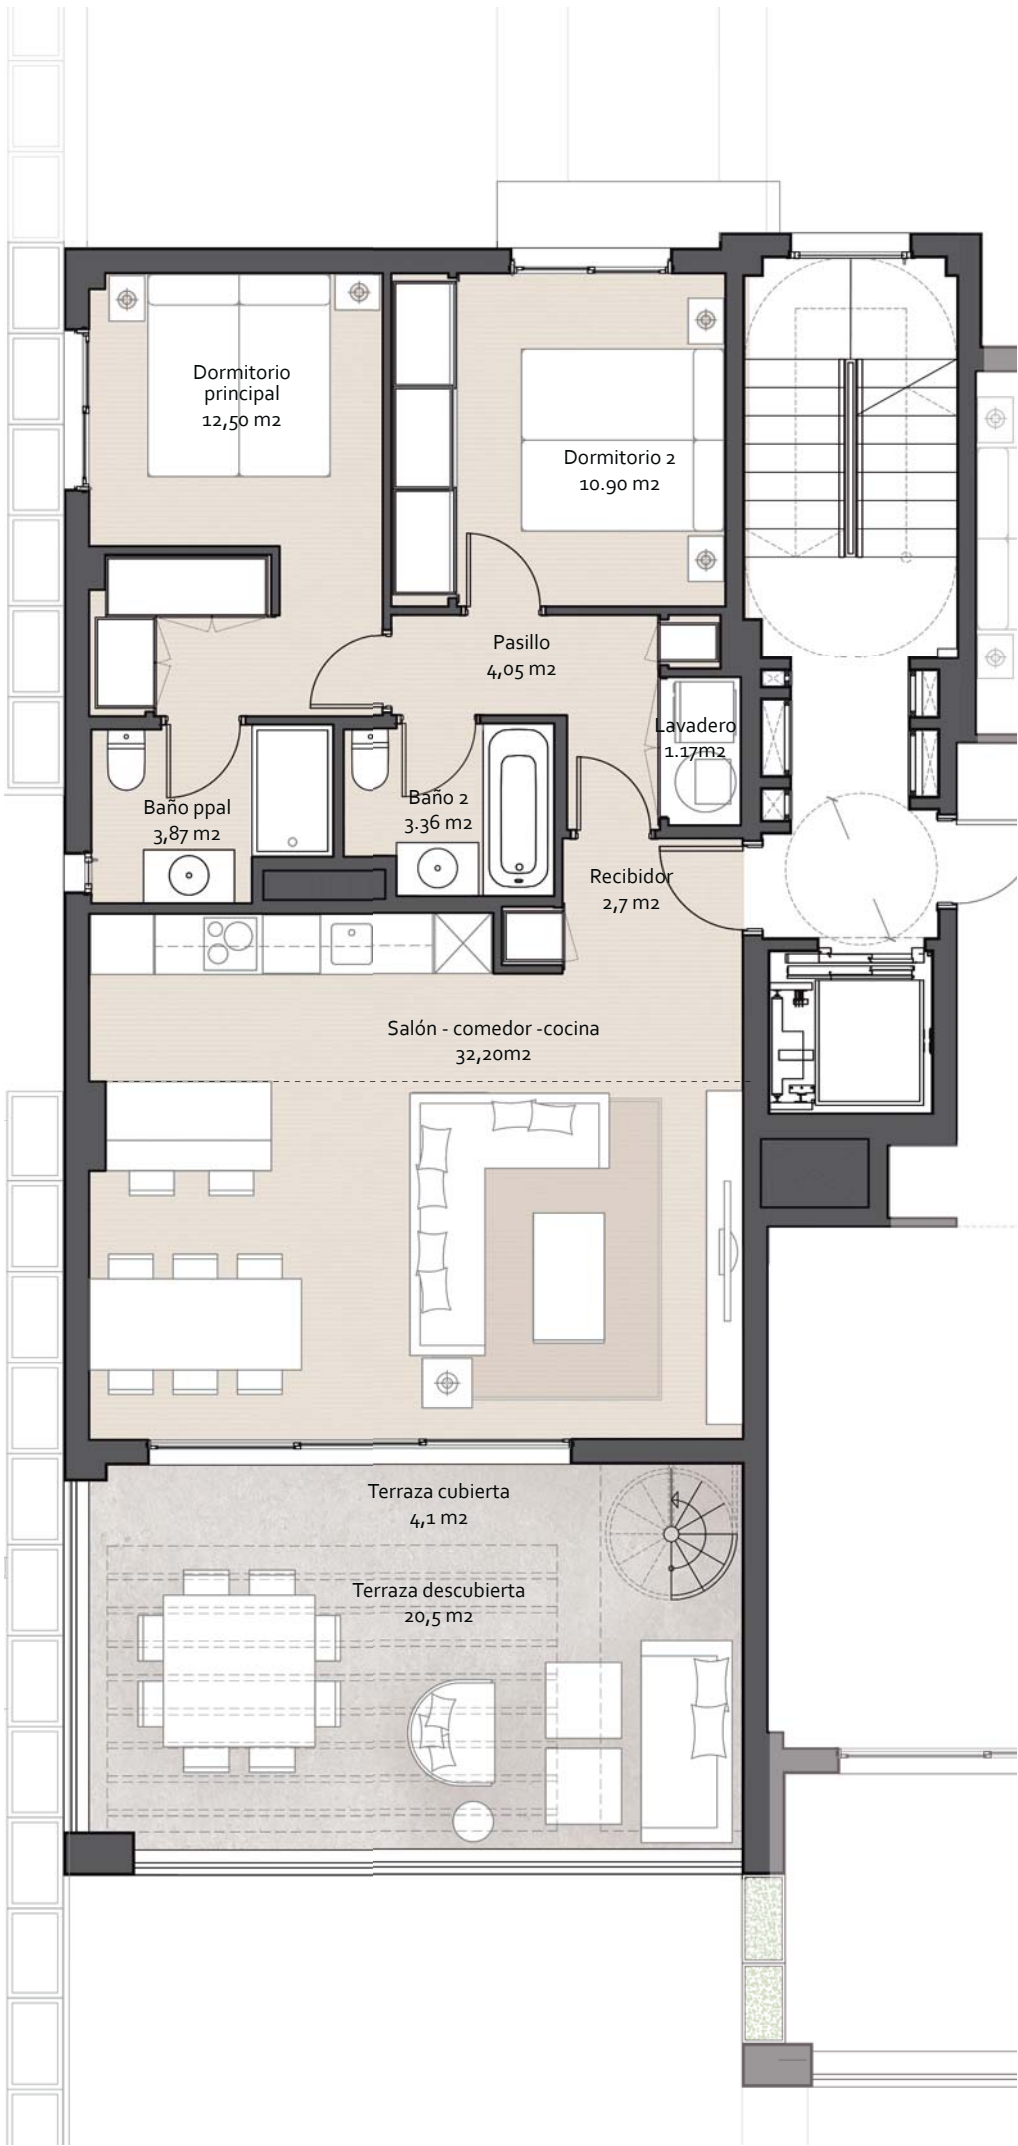 Dormitorio
principal
12,50 m2
Dormitorio 2
10.90 m2
Pasillo
4,05 m2
Lavadero
1.17m2
Baño ppal
3,87 m2
Baño 2
3.36 m2
Recibidor
2,7 m2
Salón - comedor -cocina
32,20m2
Terraza cubierta
4,1 m2
Terraza descubierta
20,5 m2